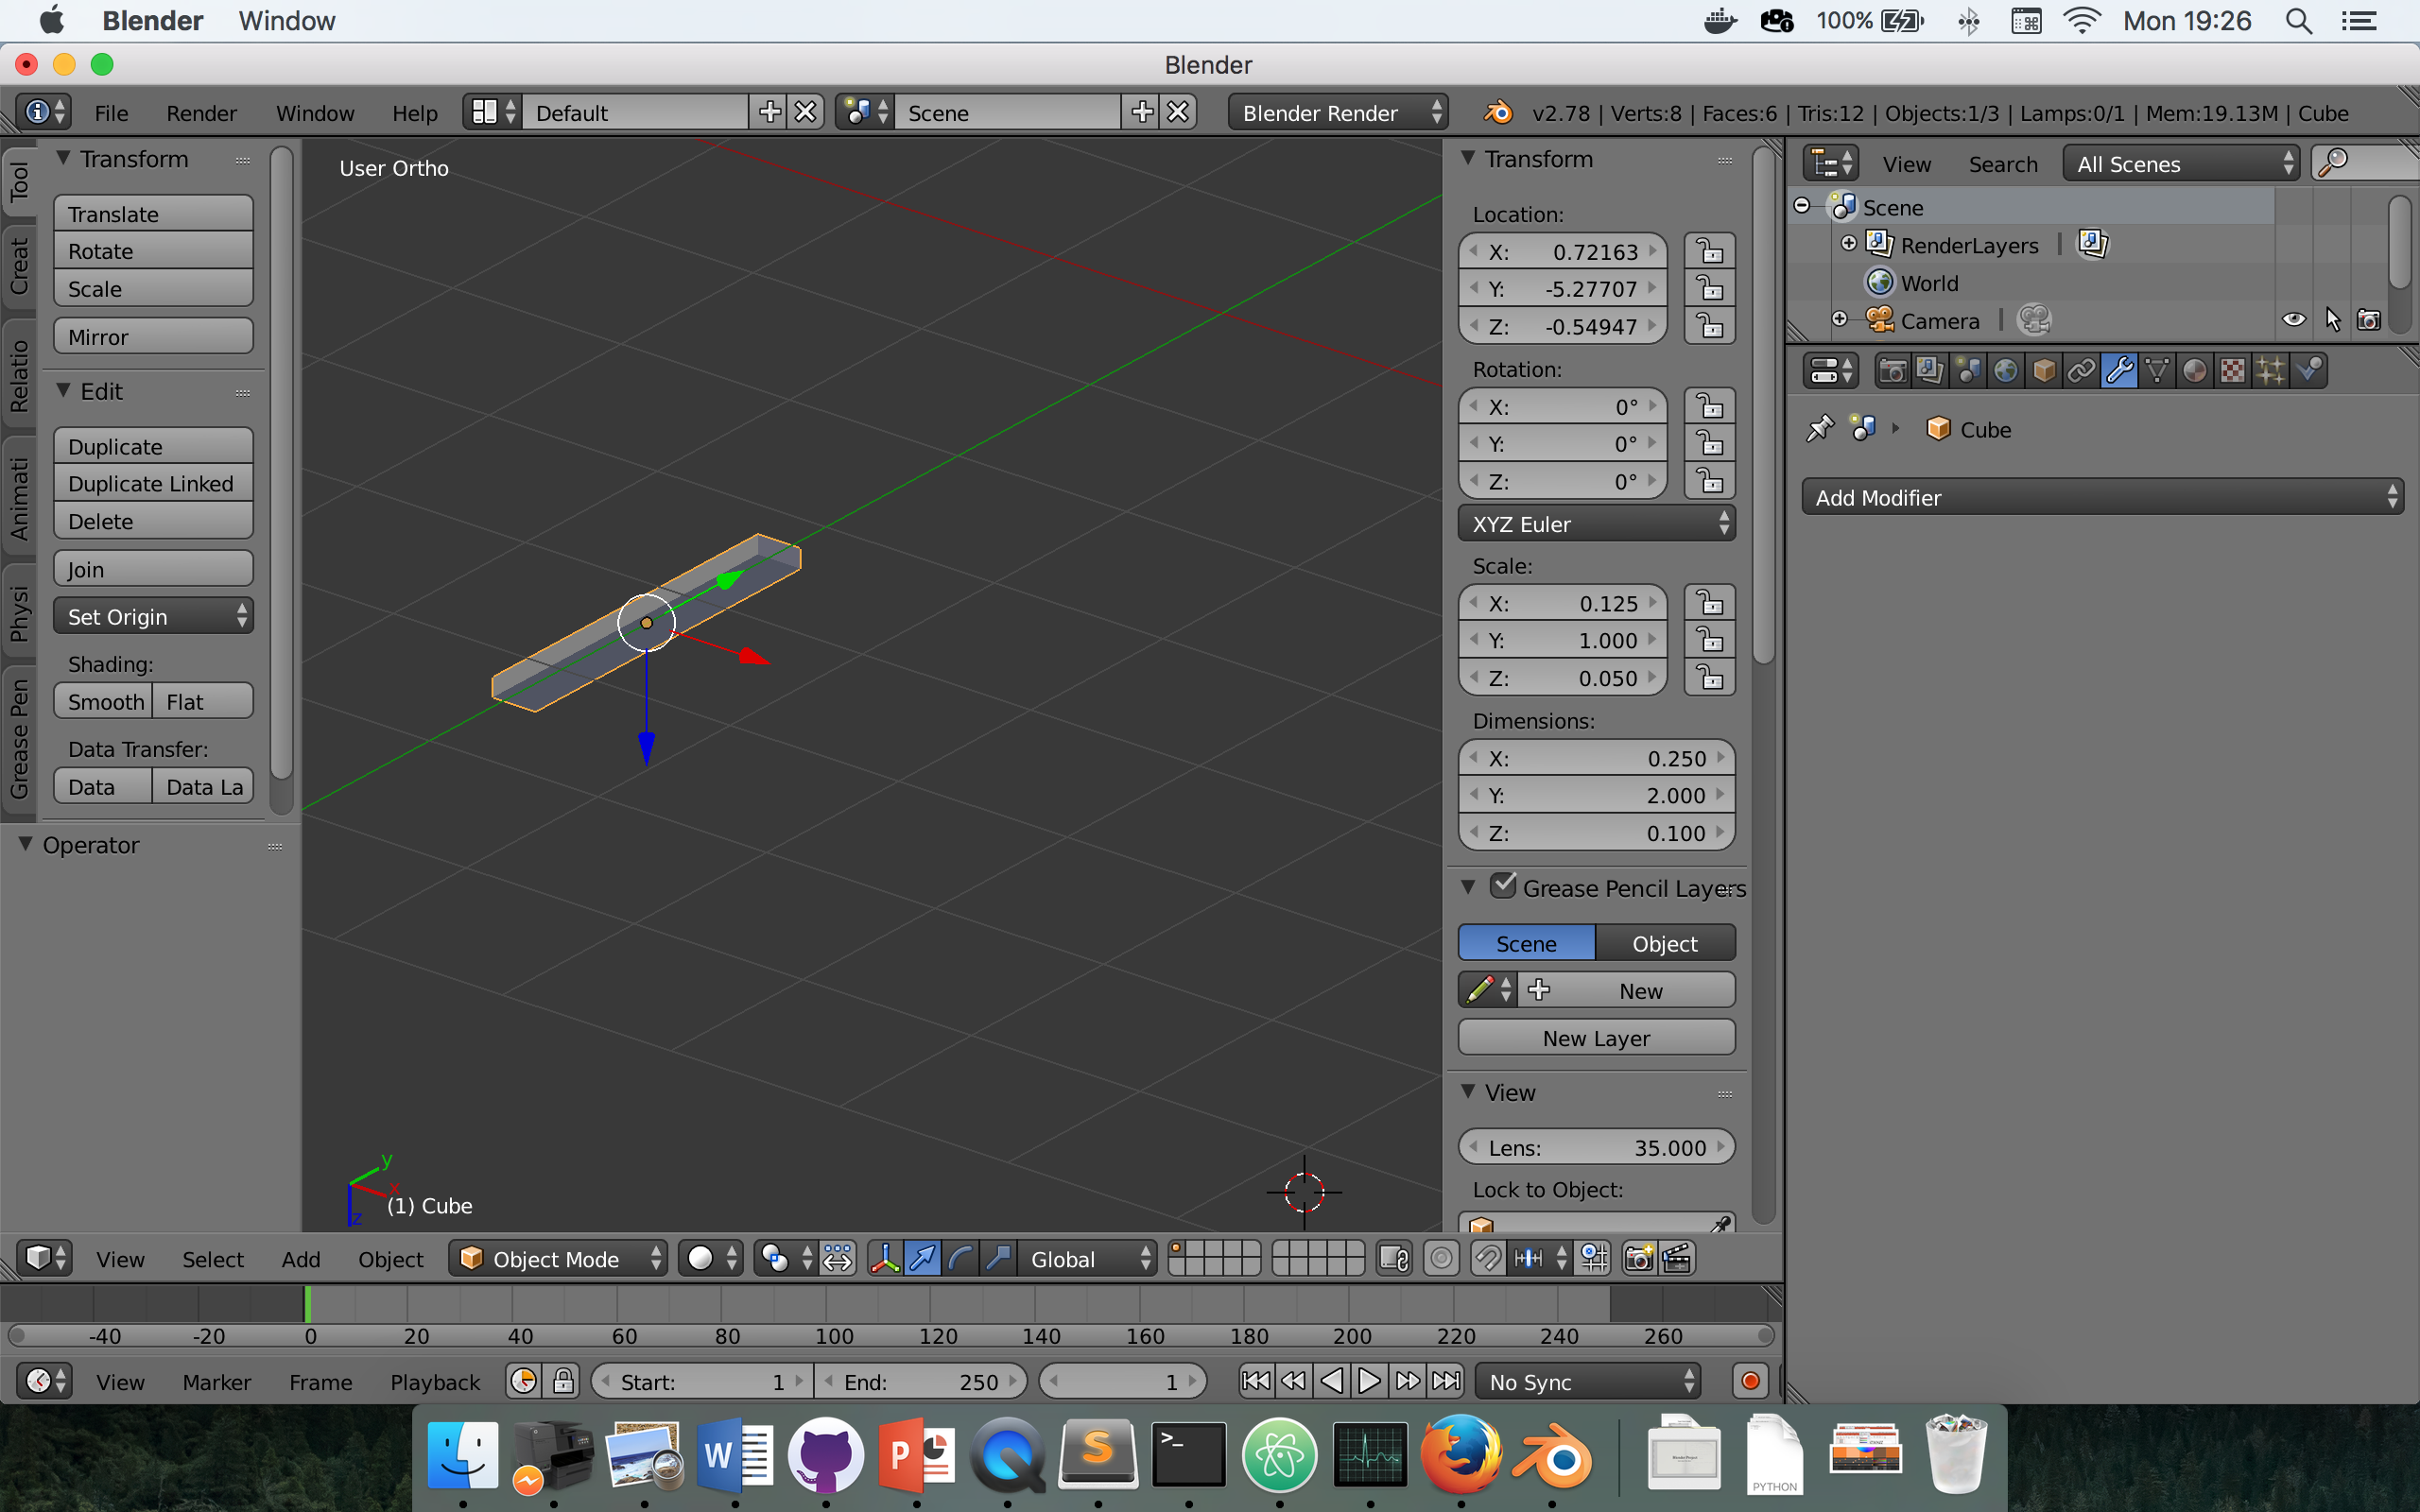 Blender Window 100% Mon 19:26
Blender
File Render Window Help Default Scene Blender Render v2.78 | Verts:8 | Faces:6 | Tris:12 | Objects:1/3 | Lamps:0/1 | Mem:19.13M | Cube
Tool
Creat
Relatio
Animati
Physi
Grease Pen
Transform
Translate
Rotate
Scale
Mirror
Edit
Duplicate
Duplicate Linked
Delete
Join
Set Origin
Shading:
Smooth Flat
Data Transfer:
Data Data La
Operator
User Ortho
y
x
z
(1) Cube
Transform
Location:
X: 0.72163
Y: -5.27707
Z: -0.54947
Rotation:
X: 0°
Y: 0°
Z: 0°
XYZ Euler
Scale:
X: 0.125
Y: 1.000
Z: 0.050
Dimensions:
X: 0.250
Y: 2.000
Z: 0.100
Grease Pencil Layers
Scene Object
New
New Layer
View
Lens: 35.000
Lock to Object:
View Search All Scenes
Scene
RenderLayers |
World
Camera |
Cube
Add Modifier
View Select Add Object Object Mode Global
-40 -20 0 20 40 60 80 100 120 140 160 180 200 220 240 260
View Marker Frame Playback Start: 1 End: 250 1 No Sync
W P S >_
PYTHON